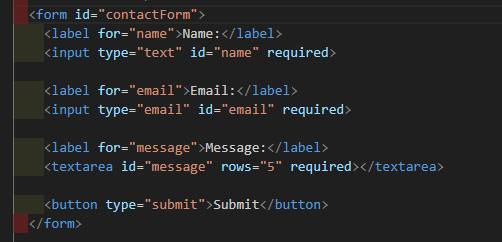 <form id="contactForm">
<label for="name">Name:</label>
<input type="text" id="name" required>
<label for="email">Email:</label>
<input type="email" id="email" required>
<label for="message">Message:</label>
<textarea id="message" rows="5" required></textarea>
<button type="submit">Submit</button>
</form>